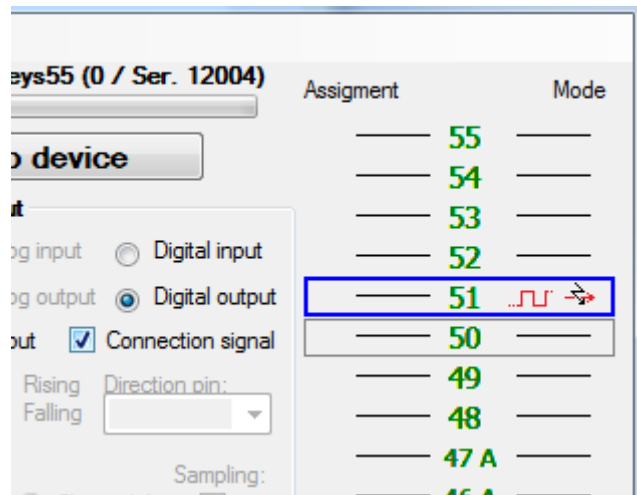 eys55 (0 / Ser. 12004)
o device
ut
og input Digital input
og output Digital output
out Connection signal
Rising
Falling
Direction pin:
Sampling:
Assigment Mode
55
54
53
52
51
50
49
48
47 A
46 A